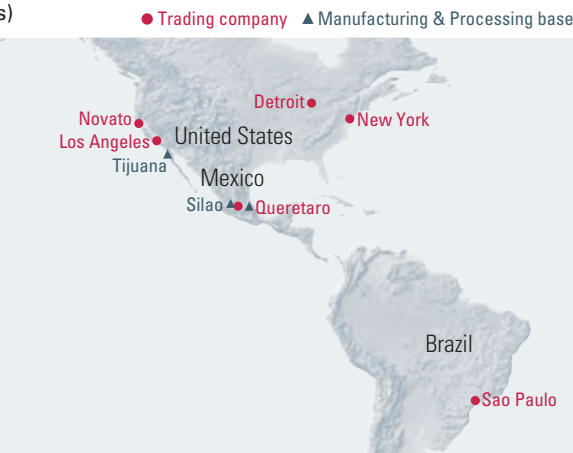 s)
● Trading company ▲ Manufacturing & Processing base
Detroit
Novato
New York
Los Angeles
United States
Tijuana
Mexico
Silao
Queretaro
Brazil
Sao Paulo